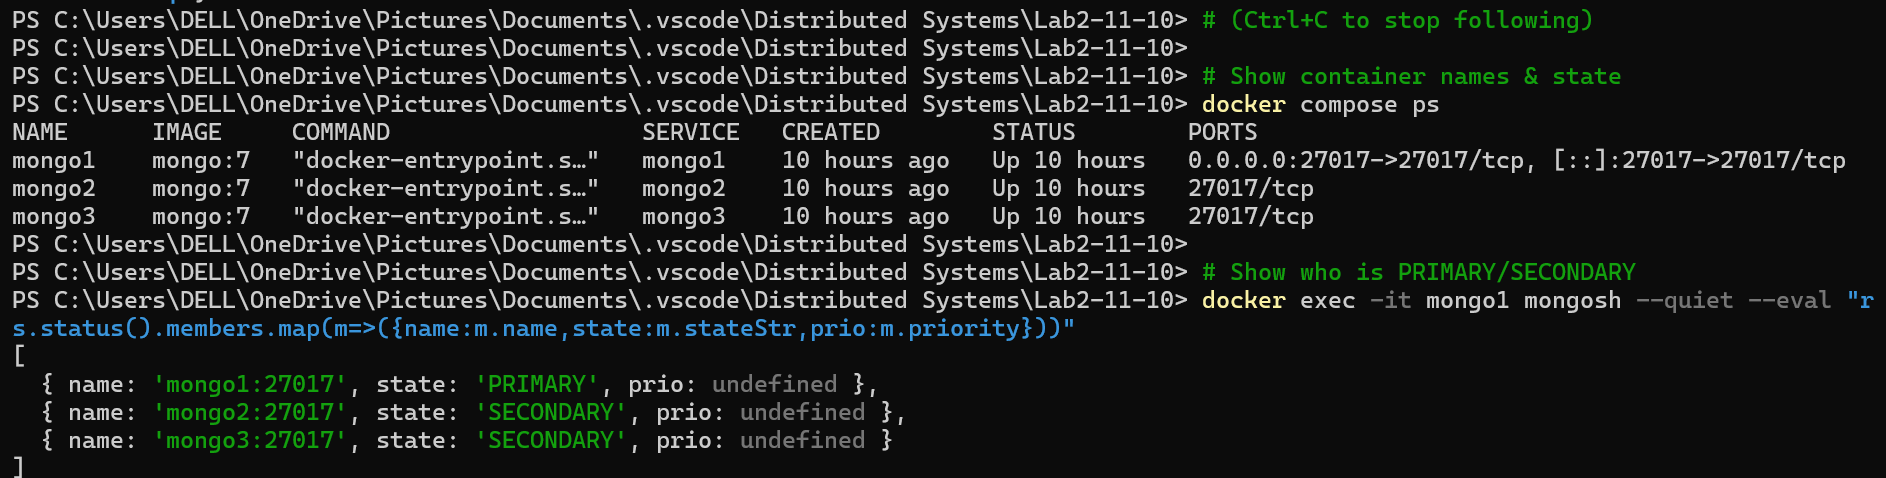 PS C:\Users\DELL\OneDrive\Pictures\Documents\.vscode\Distributed Systems\Lab2-11-10> # (Ctrl+C to stop following)
PS C:\Users\DELL\OneDrive\Pictures\Documents\.vscode\Distributed Systems\Lab2-11-10>
PS C:\Users\DELL\OneDrive\Pictures\Documents\.vscode\Distributed Systems\Lab2-11-10> # Show container names & state
PS C:\Users\DELL\OneDrive\Pictures\Documents\.vscode\Distributed Systems\Lab2-11-10> docker compose ps
NAME      IMAGE     COMMAND                  SERVICE   CREATED        STATUS        PORTS
mongo1    mongo:7   "docker-entrypoint.s…"   mongo1    10 hours ago   Up 10 hours   0.0.0.0:27017->27017/tcp, [::]:27017->27017/tcp
mongo2    mongo:7   "docker-entrypoint.s…"   mongo2    10 hours ago   Up 10 hours   27017/tcp
mongo3    mongo:7   "docker-entrypoint.s…"   mongo3    10 hours ago   Up 10 hours   27017/tcp
PS C:\Users\DELL\OneDrive\Pictures\Documents\.vscode\Distributed Systems\Lab2-11-10>
PS C:\Users\DELL\OneDrive\Pictures\Documents\.vscode\Distributed Systems\Lab2-11-10> # Show who is PRIMARY/SECONDARY
PS C:\Users\DELL\OneDrive\Pictures\Documents\.vscode\Distributed Systems\Lab2-11-10> docker exec -it mongo1 mongosh --quiet --eval "r
s.status().members.map(m=>({name:m.name,state:m.stateStr,prio:m.priority}))"
[
  { name: 'mongo1:27017', state: 'PRIMARY', prio: undefined },
  { name: 'mongo2:27017', state: 'SECONDARY', prio: undefined },
  { name: 'mongo3:27017', state: 'SECONDARY', prio: undefined }
]